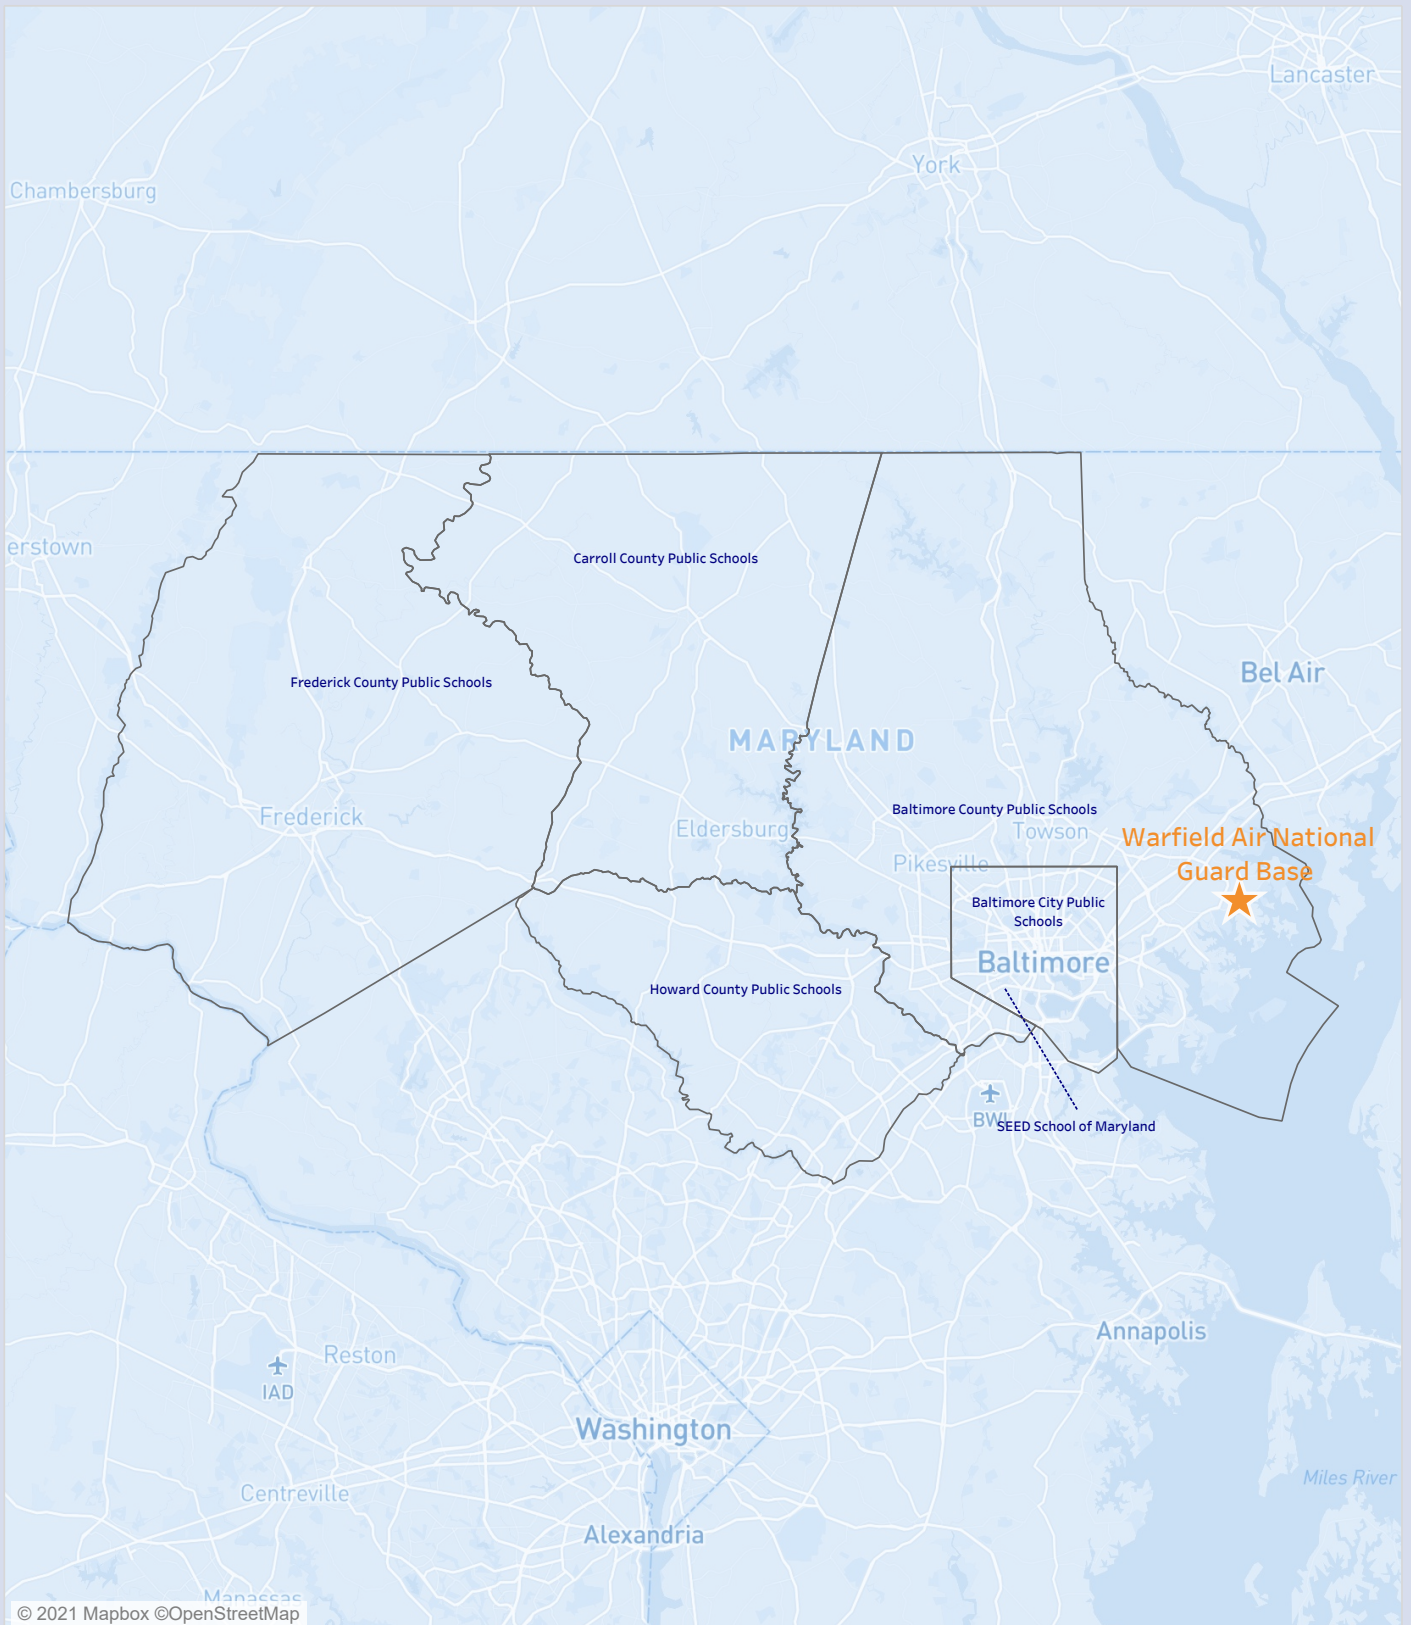 Lancaster
York
Chambersburg
erstown
Carroll County Public Schools
Bel Air
Frederick County Public Schools
MARYLAND
Baltimore County Public Schools
Frederick
Eldersburg
Towson
Warfield Air National
Guard Base
Pikesville
Baltimore City Public
Schools
Baltimore
Howard County Public Schools
BWI
SEED School of Maryland
Annapolis
Reston
IAD
Washington
Miles River
Centreville
Alexandria
Manassas
© 2021 Mapbox ©OpenStreetMap